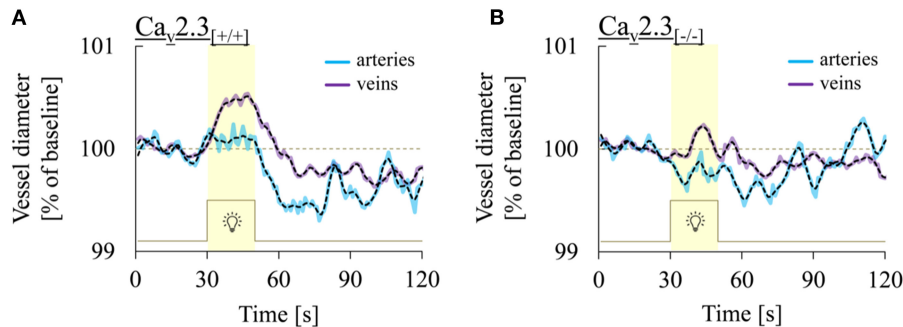 A
Cav2.3[+/+]
101
100
99
Vessel diameter
[% of baseline]
arteries
veins
0 30 60 90 120
Time [s]
B
Cav2.3[-/-]
101
100
99
Vessel diameter
[% of baseline]
arteries
veins
0 30 60 90 120
Time [s]